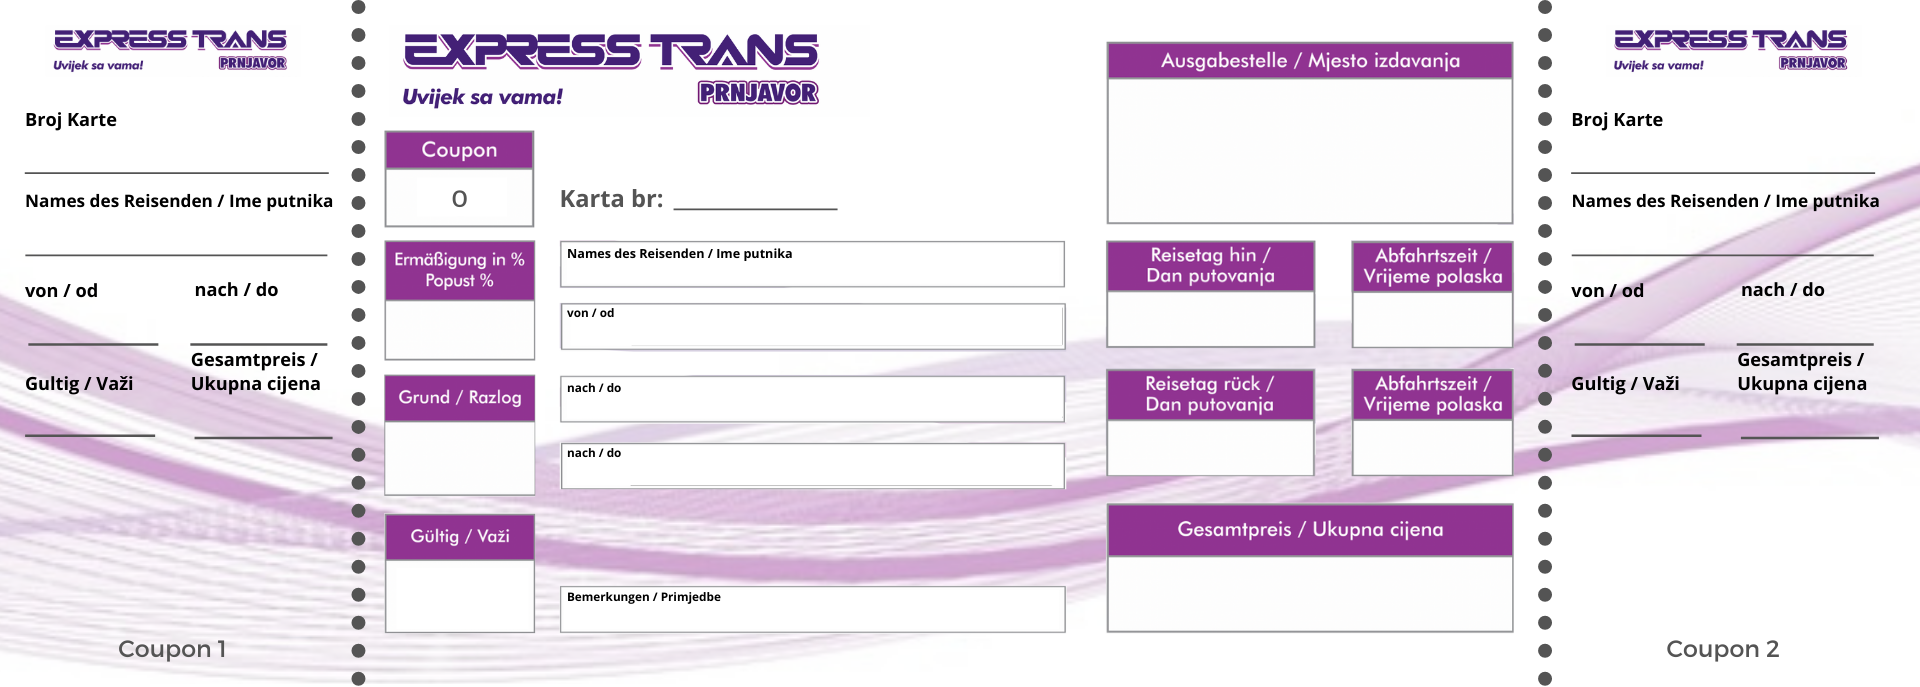 EXPRESS TRANS
Uvijek sa vama!
PRNJAVOR
Broj Karte
Names des Reisenden / Ime putnika
von / od
nach / do
Gultig / Važi
Gesamtpreis /
Ukupna cijena
Coupon 1
EXPRESS TRANS
Uvijek sa vama!
PRNJAVOR
Coupon
0
Karta br:
Ermäßigung in %
Popust %
Grund / Razlog
Gültig / Važi
Names des Reisenden / Ime putnika
von / od
nach / do
nach / do
Bemerkungen / Primjedbe
Ausgabestelle / Mjesto izdavanja
Reisetag hin /
Dan putovanja
Abfahrtszeit /
Vrijeme polaska
Reisetag rück /
Dan putovanja
Abfahrtszeit /
Vrijeme polaska
Gesamtpreis / Ukupna cijena
EXPRESS TRANS
Uvijek sa vama!
PRNJAVOR
Broj Karte
Names des Reisenden / Ime putnika
von / od
nach / do
Gultig / Važi
Gesamtpreis /
Ukupna cijena
Coupon 2